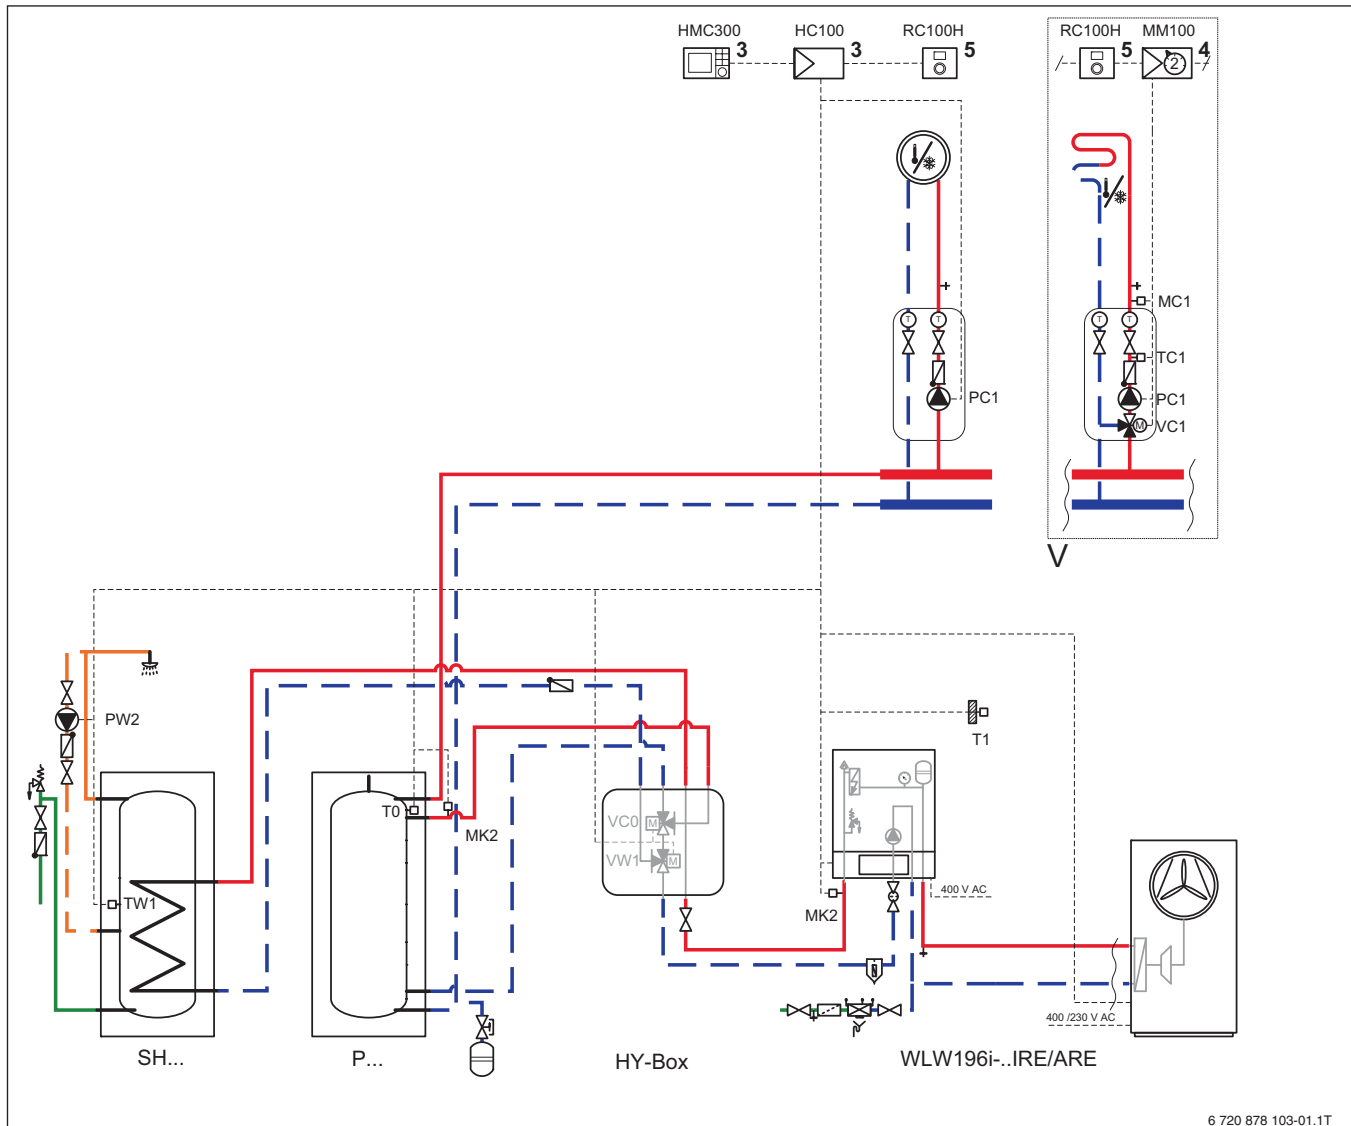 HMC300 HC100 RC100H RC100H MM100
3 3 5 5 4
2
T T T T
MC1
TC1
PC1 PC1
M VC1
V
PW2
T1
T0
MK2
VC0 M
VW1 M
TW1
400 V AC
MK2
400 /230 V AC
SH... P... HY-Box WLW196i-..IRE/ARE
6 720 878 103-01.1T